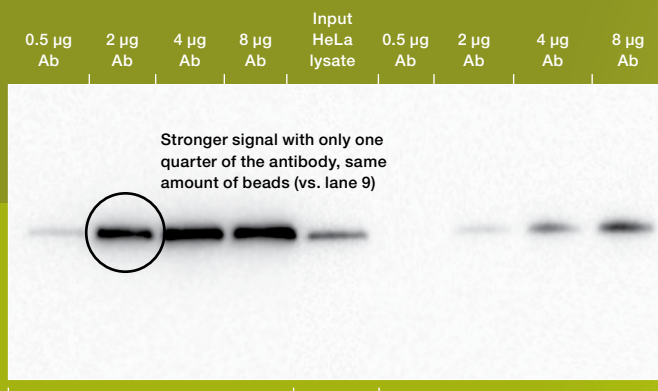 0.5 µg
Ab
2 µg
Ab
4 µg
Ab
8 µg
Ab
Input
HeLa
lysate
0.5 µg
Ab
2 µg
Ab
4 µg
Ab
8 µg
Ab
Stronger signal with only one
quarter of the antibody, same
amount of beads (vs. lane 9)